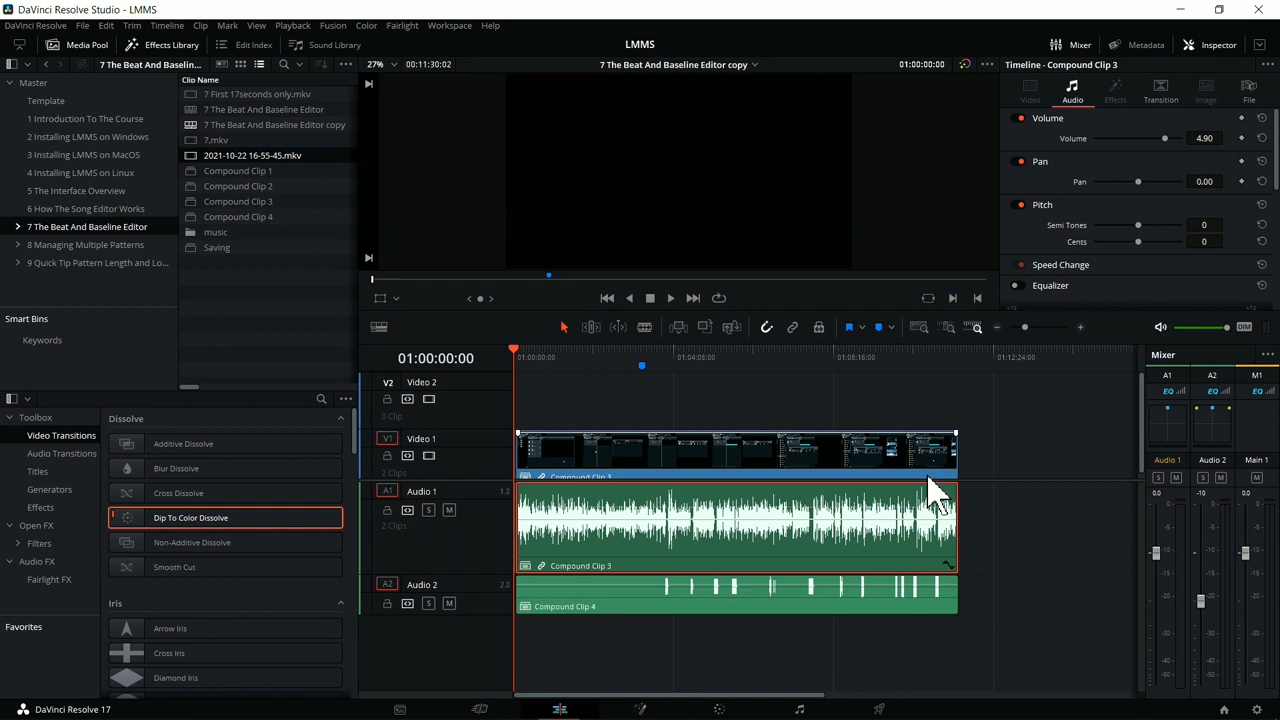 DaVinci Resolve Studio - LMMS
DaVinci Resolve File Edit Trim Timeline Clip Mark View Playback Fusion Color Fairlight Workspace Help
Media Pool Effects Library Edit Index Sound Library LMMS Mixer Metadata Inspector
7 The Beat And Baselin... 27% 00:11:30:02 7 The Beat And Baseline Editor copy 01:00:00:00 Timeline - Compound Clip 3
Master
Template
1 Introduction To The Course
2 Installing LMMS on Windows
3 Installing LMMS on MacOS
4 Installing LMMS on Linux
5 The Interface Overview
6 How The Song Editor Works
7 The Beat And Baseline Editor
8 Managing Multiple Patterns
9 Quick Tip Pattern Length and Lo...
Smart Bins
Keywords
Clip Name
7 First 17seconds only.mkv
7 The Beat And Baseline Editor
7 The Beat And Baseline Editor copy
7.mkv
2021-10-22 16-55-45.mkv
Compound Clip 1
Compound Clip 2
Compound Clip 3
Compound Clip 4
music
Saving
Video Audio Effects Transition Image File
Volume
Volume 4.90
Pan
Pan 0.00
Pitch
Semi Tones 0
Cents 0
Speed Change
Equalizer
DIM
Toolbox
Video Transitions
Audio Transitions
Titles
Generators
Effects
Open FX
Filters
Audio FX
Fairlight FX
Favorites
Dissolve
Additive Dissolve
Blur Dissolve
Cross Dissolve
Dip To Color Dissolve
Non-Additive Dissolve
Smooth Cut
Iris
Arrow Iris
Cross Iris
Diamond Iris
01:00:00:00 01:00:00:00 01:04:08:00 01:08:16:00 01:12:24:00
V2 Video 2
0 Clip
V1 Video 1
2 Clips
Compound Clip 3
A1 Audio 1 1.0
S M
2 Clips
Compound Clip 3
A2 Audio 2 2.0
S M
Compound Clip 4
Mixer
A1 A2 M1
EQ EQ EQ
Audio 1 Audio 2 Main 1
S M S M M
0.0 -10 0.0
DaVinci Resolve 17